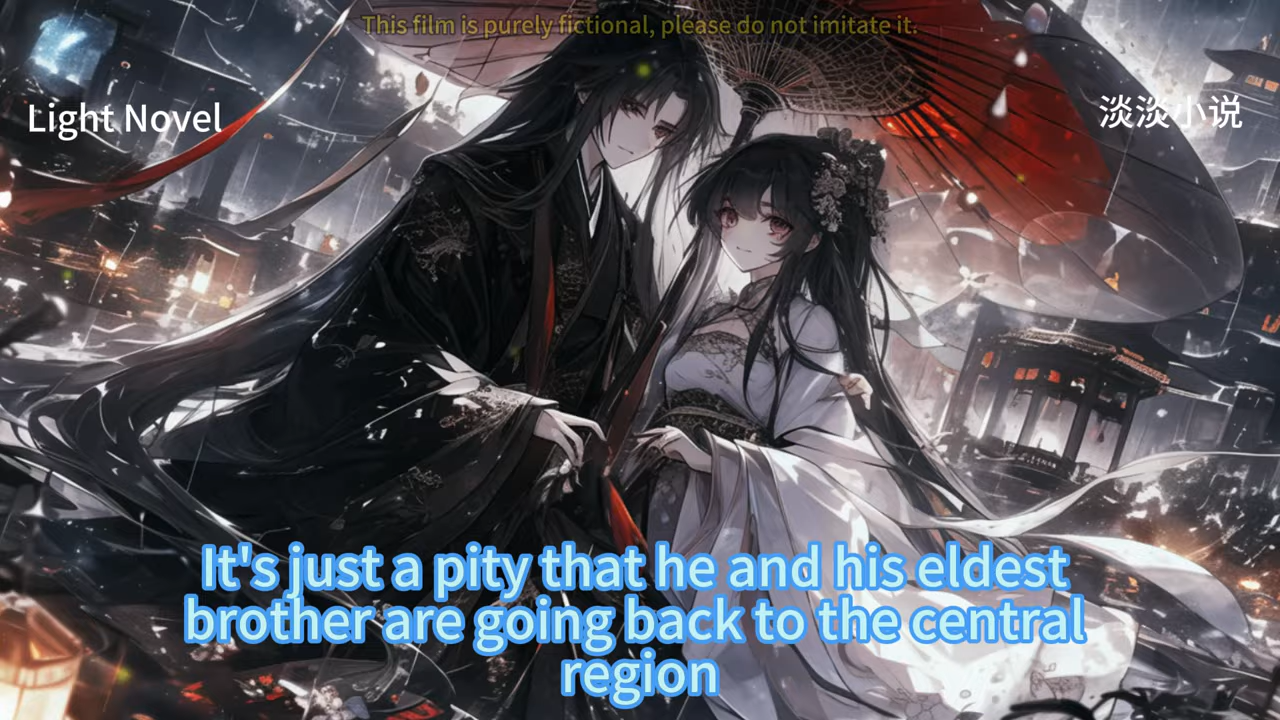 This film is purely fictional, please do not imitate it.
Light Novel
淡淡小说
It's just a pity that he and his eldest
brother are going back to the central
region